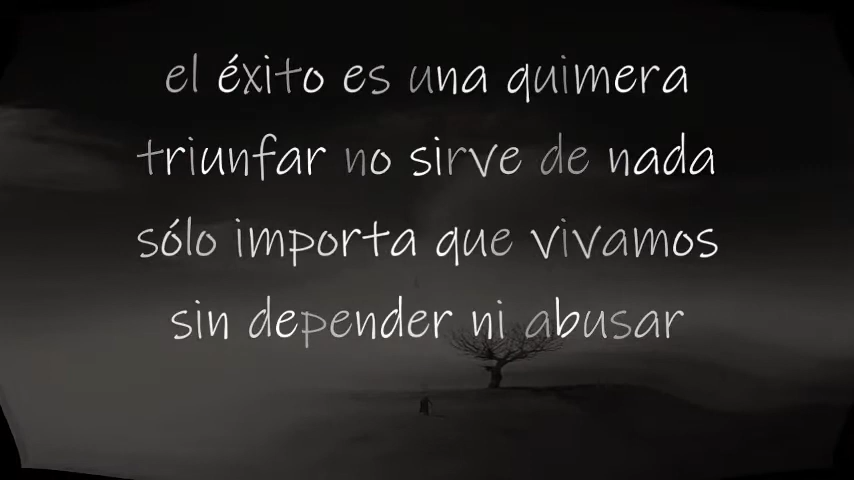 el éxito es una quimera
triunfar no sirve de nada
sólo importa que vivamos
sin depender ni abusar